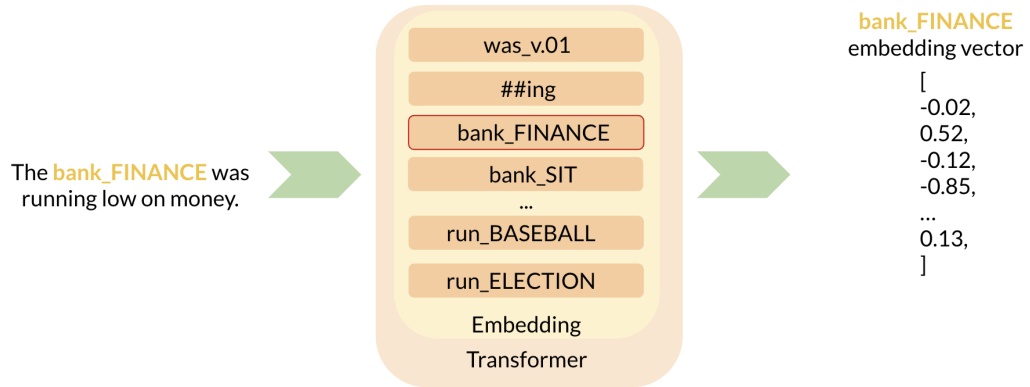 The bank_FINANCE was
running low on money.
was_v.01
##ing
bank_FINANCE
bank_SIT
...
run_BASEBALL
run_ELECTION
Embedding
Transformer
bank_FINANCE
embedding vector
[
-0.02,
0.52,
-0.12,
-0.85,
...
0.13,
]